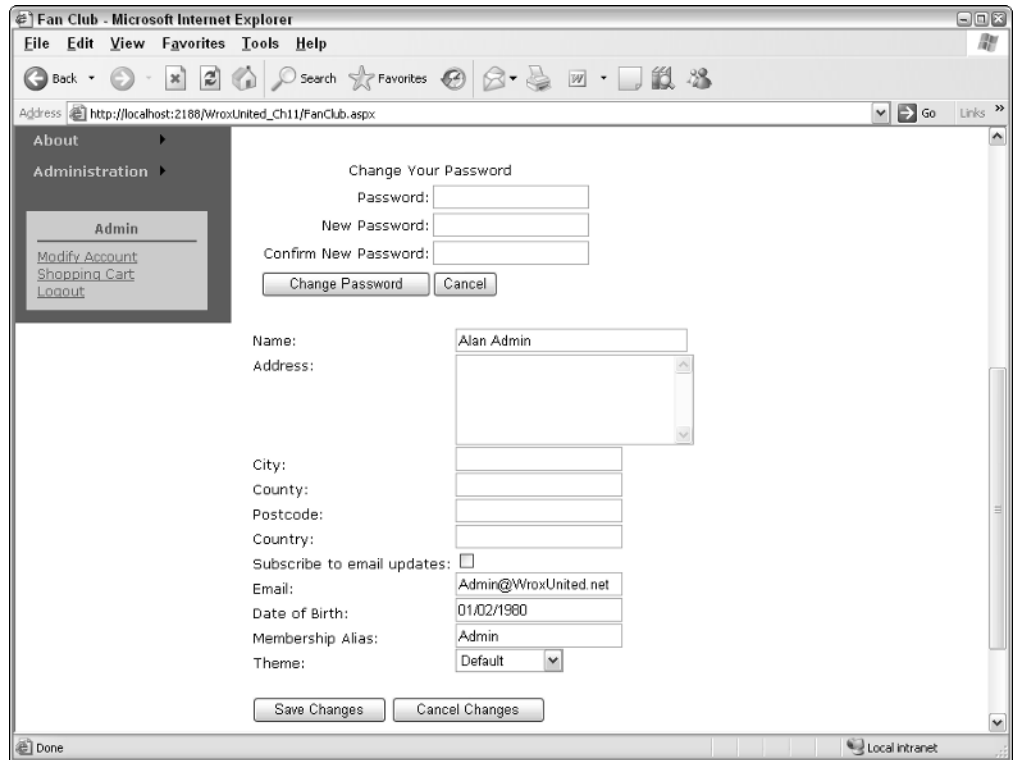 Fan Club - Microsoft Internet Explorer
File Edit View Favorites Tools Help
Back Search Favorites
Address http://localhost:2188/WroxUnited_Ch11/FanClub.aspx Go Links »
About
Administration
Admin
Modify Account
Shopping Cart
Logout
Change Your Password
Password:
New Password:
Confirm New Password:
Change Password Cancel
Name: Alan Admin
Address:
City:
County:
Postcode:
Country:
Subscribe to email updates:
Email: Admin@WroxUnited.net
Date of Birth: 01/02/1980
Membership Alias: Admin
Theme: Default
Save Changes Cancel Changes
Done Local intranet